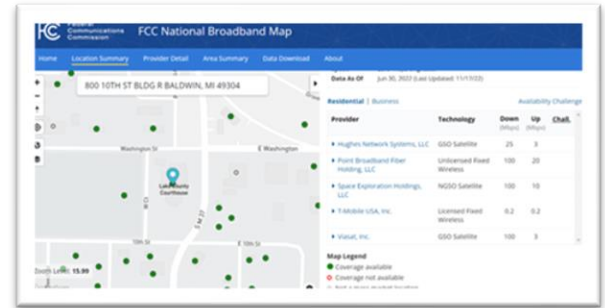 FC
Federal
Communications
Commission
FCC National Broadband Map
Home
Location Summary
Provider Detail
Area Summary
Data Download
About
800 10TH ST BLDG R BALDWIN, MI 49304
Washington St
E Washington
Lake County
Courthouse
M 37
10th St
E 10th St
Zoom Level: 15.99
Data As Of Jun 30, 2022 (Last Updated: 11/17/22)
Residential | Business Availability Challenge
Provider Technology Down Up Chall.
(Mbps) (Mbps)
Hughes Network Systems, LLC GSO Satellite 25 3
Point Broadband Fiber Unlicensed Fixed 100 20
Holding, LLC Wireless
Space Exploration Holdings, NGSO Satellite 100 10
LLC
T-Mobile USA, Inc. Licensed Fixed 0.2 0.2
Wireless
Viasat, Inc. GSO Satellite 100 3
Map Legend
Coverage available
Coverage not available